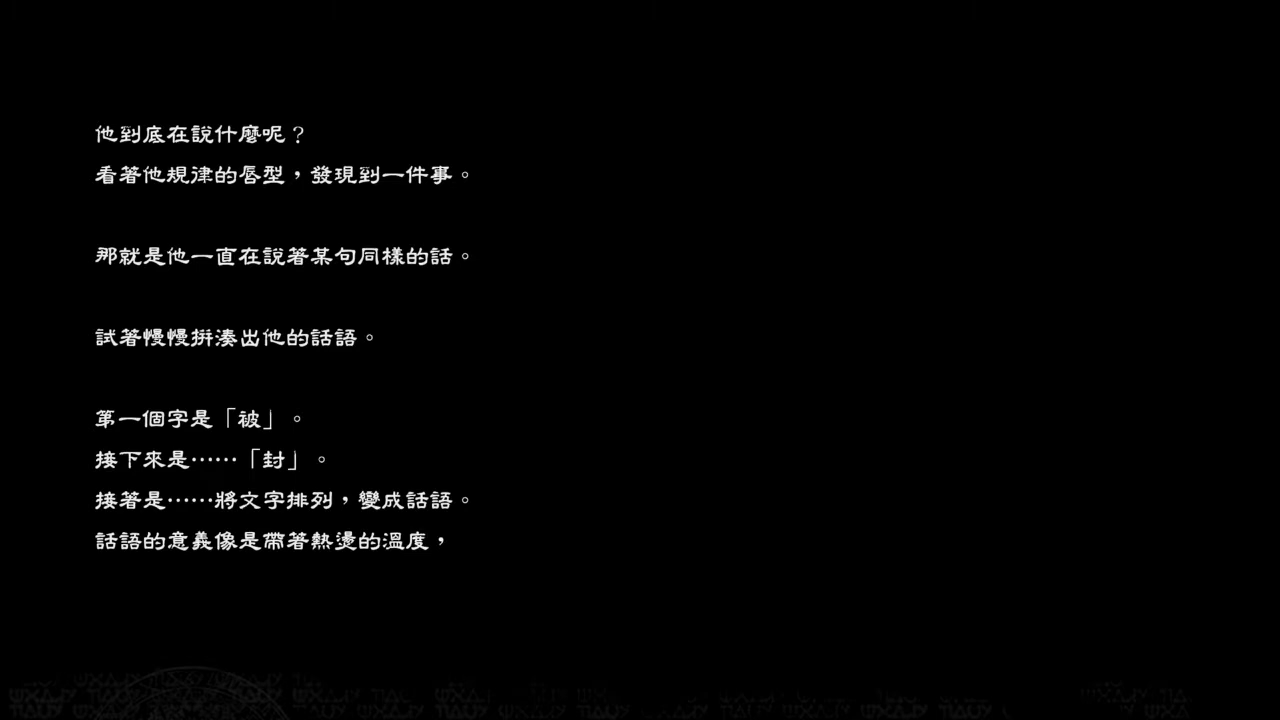 他到底在說什麼呢？
看著他規律的唇型，發現到一件事。
那就是他一直在說著某句同樣的話。
試著慢慢拼湊出他的話語。
第一個字是「被」。
接下來是……「封」。
接著是……將文字排列，變成話語。
話語的意義像是帶著熱燙的溫度，